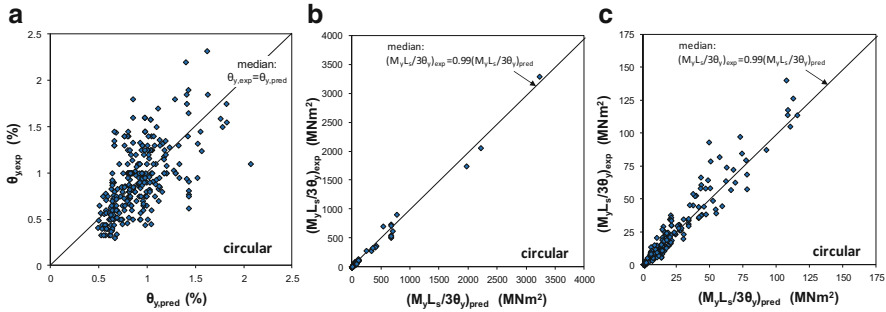 a
2.5
2
1.5
1
0.5
0
0
0.5
1
1.5
2
2.5
θy,exp (%)
θy,pred (%)
median:
θy,exp=θy,pred
circular
b
4000
3500
3000
2500
2000
1500
1000
500
0
0
500
1000
1500
2000
2500
3000
3500
4000
(MyLs/3θy)exp (MNm²)
(MyLs/3θy)pred (MNm²)
median:
(MyLs/3θy)exp=0.99(MyLs/3θy)pred
circular
c
175
150
125
100
75
50
25
0
0
25
50
75
100
125
150
175
(MyLs/3θy)exp (MNm²)
(MyLs/3θy)pred (MNm²)
median:
(MyLs/3θy)exp=0.99(MyLs/3θy)pred
circular